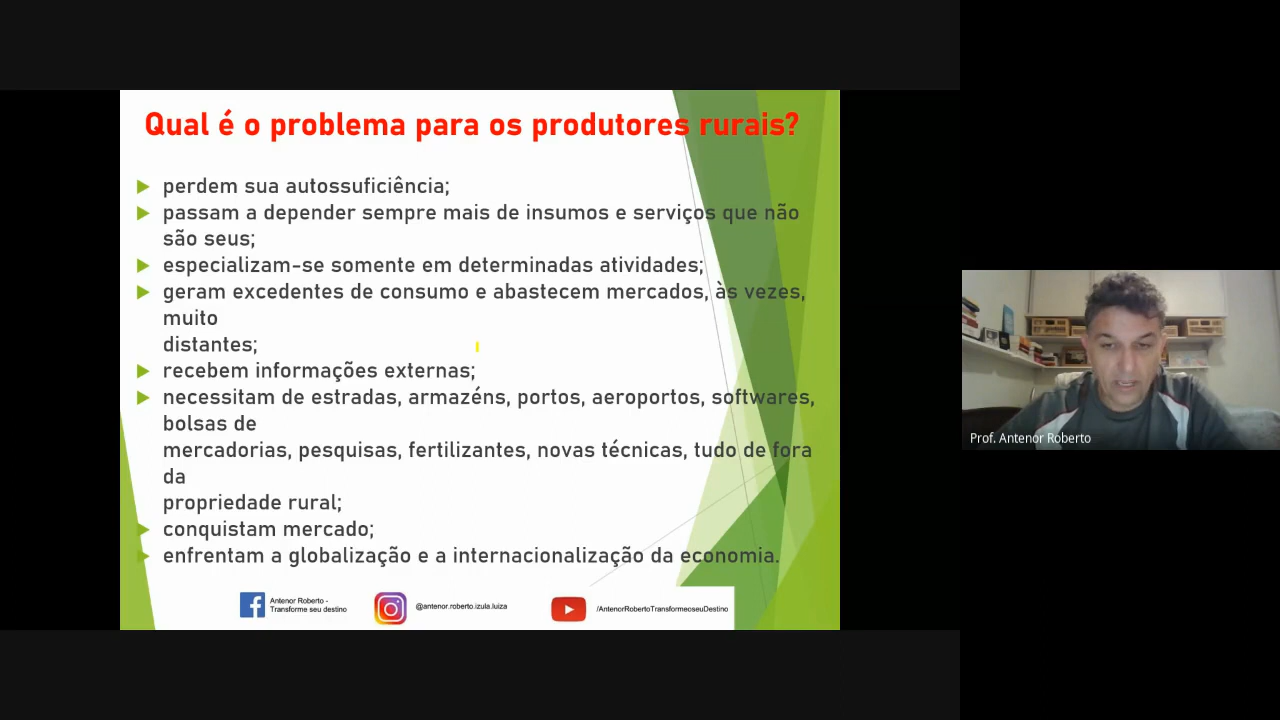 Qual é o problema para os produtores rurais?
perdem sua autossuficiência;
passam a depender sempre mais de insumos e serviços que não
são seus;
especializam-se somente em determinadas atividades;
geram excedentes de consumo e abastecem mercados, às vezes,
muito
distantes;
recebem informações externas;
necessitam de estradas, armazéns, portos, aeroportos, softwares,
bolsas de
mercadorias, pesquisas, fertilizantes, novas técnicas, tudo de fora
da
propriedade rural;
conquistam mercado;
enfrentam a globalização e a internacionalização da economia.
Antenor Roberto -
Transforme seu destino
@antenor.roberto.izula.luiza
/AntenorRobertoTransformeoseuDestino
Prof. Antenor Roberto